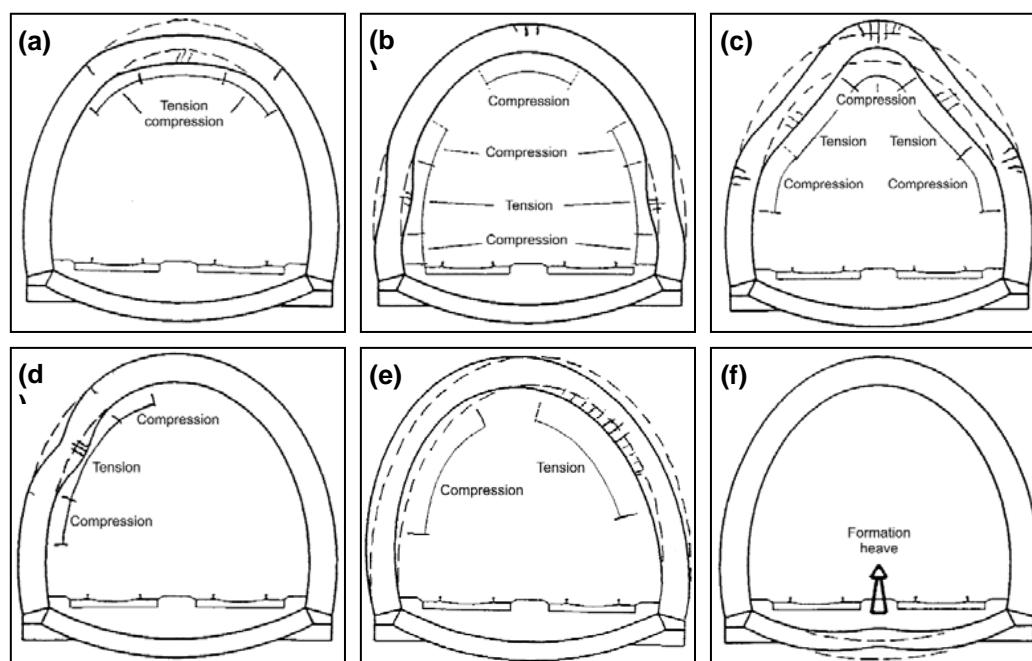 (a)
Tension
compression
(b
)
Compression
Compression
Tension
Compression
(c)
Compression
Tension Tension
Compression Compression
(d
)
Compression
Tension
Compression
(e)
Compression
Tension
(f)
Formation
heave